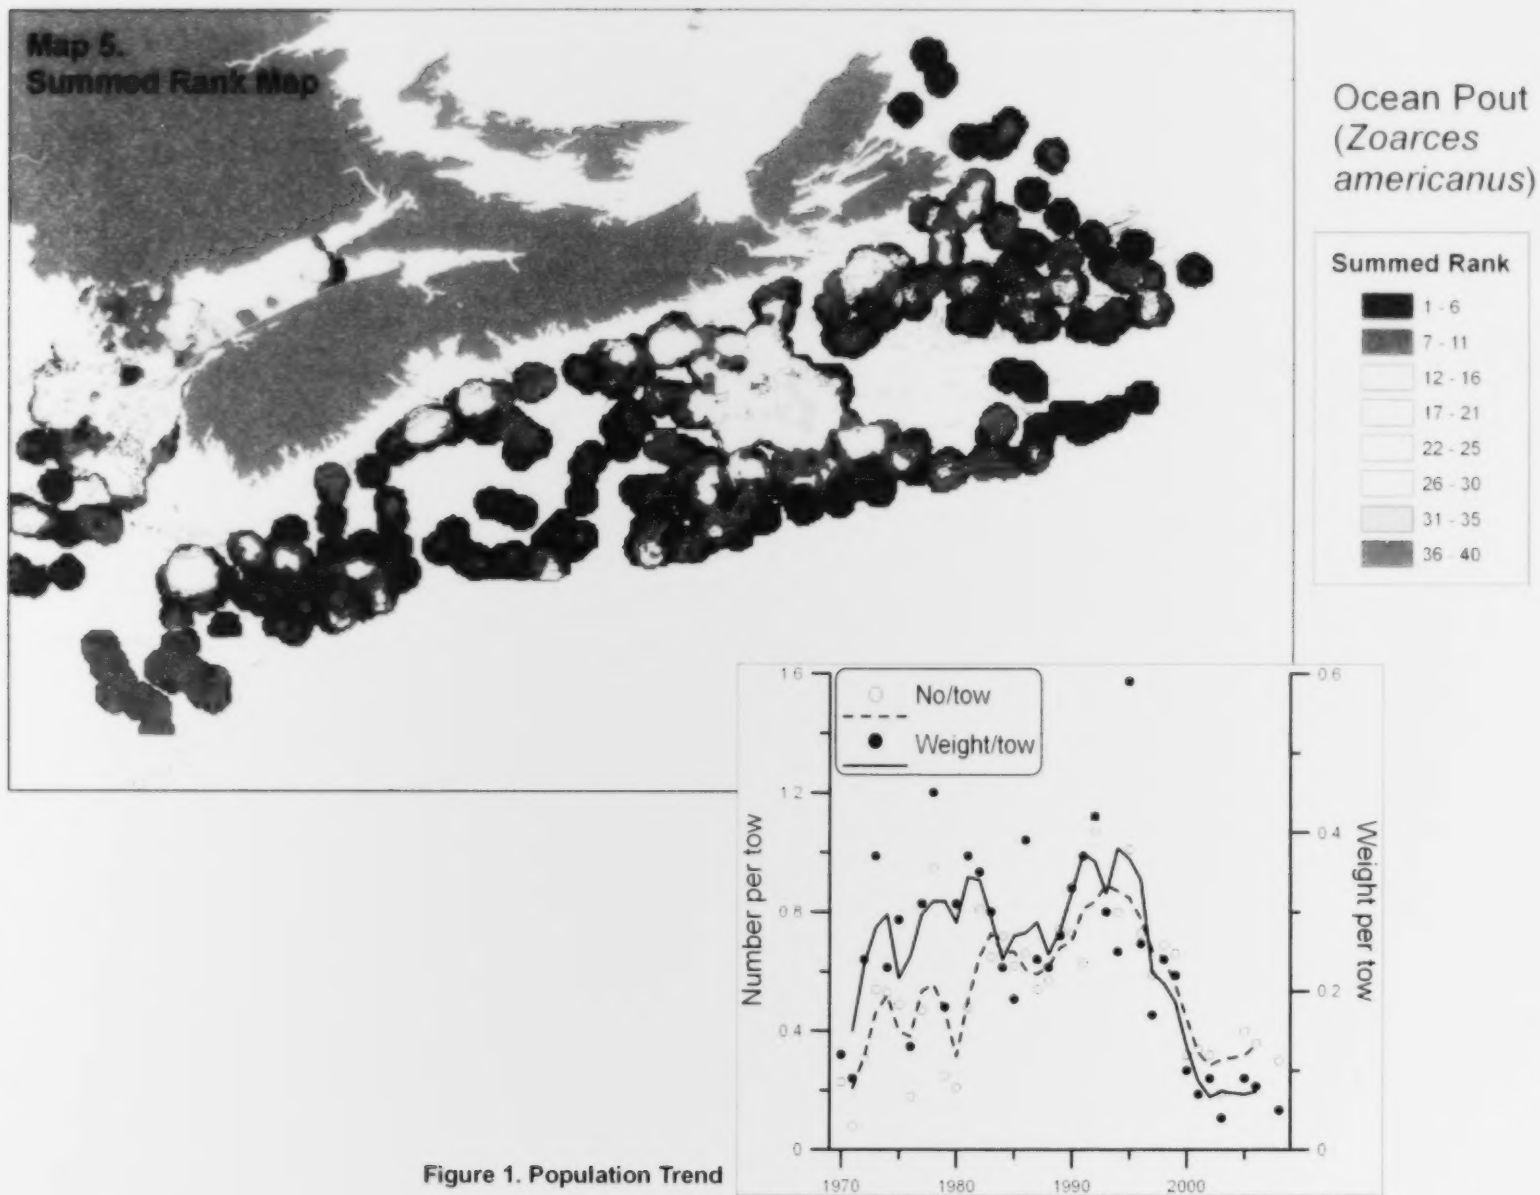 Map 5.
Summed Rank Map
Ocean Pout
(Zoarces
americanus)
Summed Rank
1 - 6
7 - 11
12 - 16
17 - 21
22 - 25
26 - 30
31 - 35
36 - 40
No/tow
Weight/tow
Number per tow
Weight per tow
1.6
1.2
0.8
0.4
0
0.6
0.4
0.2
0
1970
1980
1990
2000
Figure 1. Population Trend